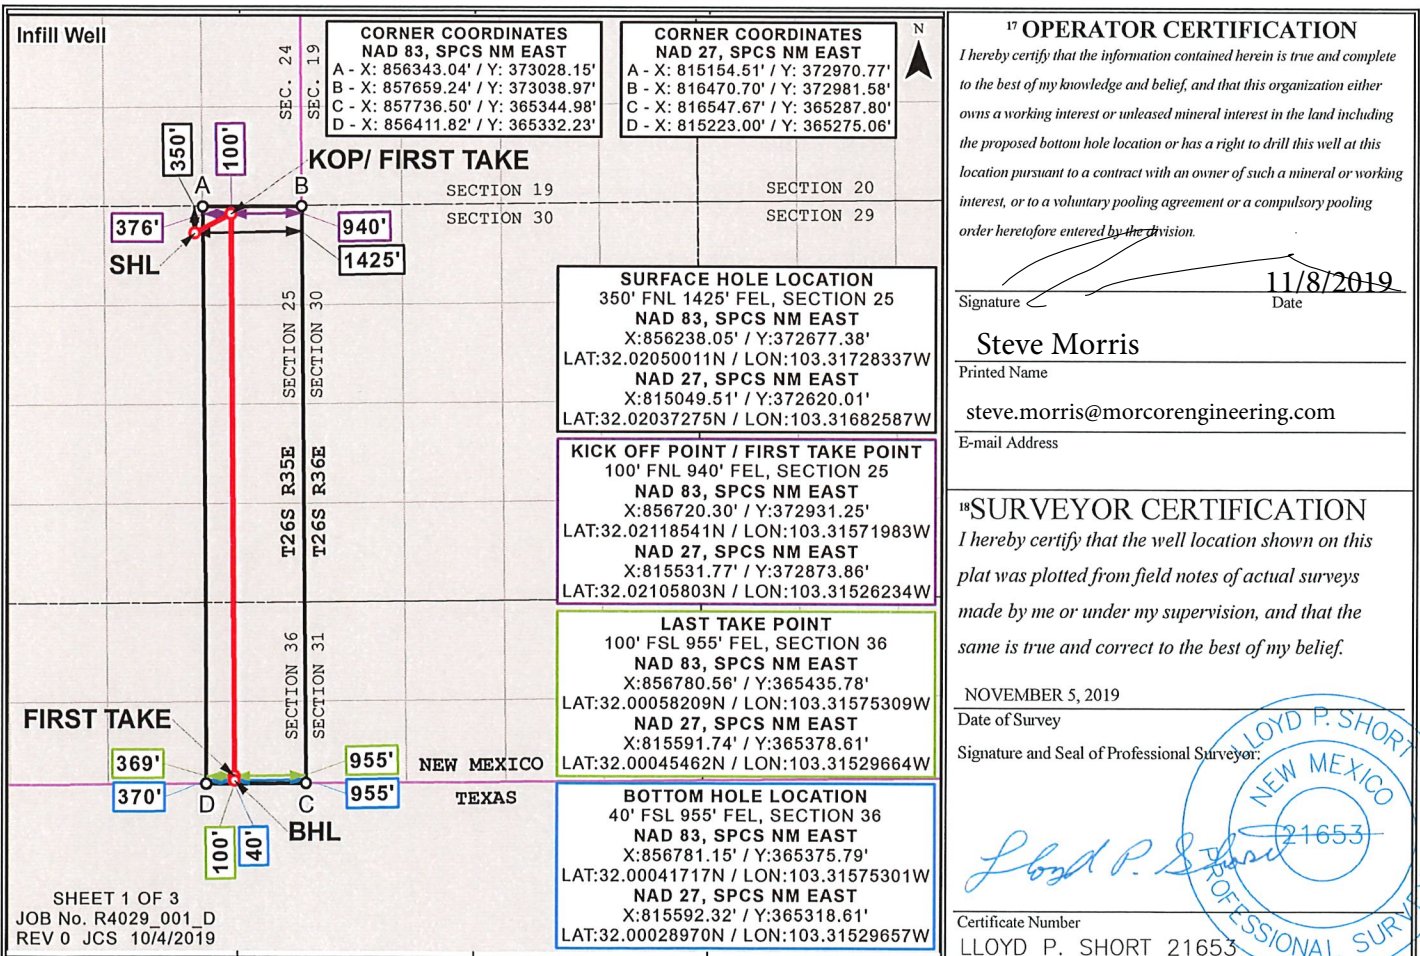 Infill Well
SEC. 24
SEC. 19
CORNER COORDINATES
NAD 83, SPCS NM EAST
A - X: 856343.04' / Y: 373028.15'
B - X: 857659.24' / Y: 373038.97'
C - X: 857736.50' / Y: 365344.98'
D - X: 856411.82' / Y: 365332.23'
CORNER COORDINATES
NAD 27, SPCS NM EAST
A - X: 815154.51' / Y: 372970.77'
B - X: 816470.70' / Y: 372981.58'
C - X: 816547.67' / Y: 365287.80'
D - X: 815223.00' / Y: 365275.06'
N
350'
100'
KOP/ FIRST TAKE
A
B
SECTION 19
SECTION 20
SECTION 30
SECTION 29
376'
940'
1425'
SHL
SECTION 25
SECTION 30
T26S R35E
T26S R36E
SECTION 36
SECTION 31
SURFACE HOLE LOCATION
350' FNL 1425' FEL, SECTION 25
NAD 83, SPCS NM EAST
X:856238.05' / Y:372677.38'
LAT:32.02050011N / LON:103.31728337W
NAD 27, SPCS NM EAST
X:815049.51' / Y:372620.01'
LAT:32.02037275N / LON:103.31682587W
KICK OFF POINT / FIRST TAKE POINT
100' FNL 940' FEL, SECTION 25
NAD 83, SPCS NM EAST
X:856720.30' / Y:372931.25'
LAT:32.02118541N / LON:103.31571983W
NAD 27, SPCS NM EAST
X:815531.77' / Y:372873.86'
LAT:32.02105803N / LON:103.31526234W
LAST TAKE POINT
100' FSL 955' FEL, SECTION 36
NAD 83, SPCS NM EAST
X:856780.56' / Y:365435.78'
LAT:32.00058209N / LON:103.31575309W
NAD 27, SPCS NM EAST
X:815591.74' / Y:365378.61'
LAT:32.00045462N / LON:103.31529664W
BOTTOM HOLE LOCATION
40' FSL 955' FEL, SECTION 36
NAD 83, SPCS NM EAST
X:856781.15' / Y:365375.79'
LAT:32.00041717N / LON:103.31575301W
NAD 27, SPCS NM EAST
X:815592.32' / Y:365318.61'
LAT:32.00028970N / LON:103.31529657W
FIRST TAKE
369'
955'
NEW MEXICO
370'
955'
TEXAS
D
C
100'
40'
BHL
SHEET 1 OF 3
JOB No. R4029_001_D
REV 0 JCS 10/4/2019
17 OPERATOR CERTIFICATION
I hereby certify that the information contained herein is true and complete
to the best of my knowledge and belief, and that this organization either
owns a working interest or unleased mineral interest in the land including
the proposed bottom hole location or has a right to drill this well at this
location pursuant to a contract with an owner of such a mineral or working
interest, or to a voluntary pooling agreement or a compulsory pooling
order heretofore entered by the division.
11/8/2019
Signature
Date
Steve Morris
Printed Name
steve.morris@morcorengineering.com
E-mail Address
18 SURVEYOR CERTIFICATION
I hereby certify that the well location shown on this
plat was plotted from field notes of actual surveys
made by me or under my supervision, and that the
same is true and correct to the best of my belief.
NOVEMBER 5, 2019
Date of Survey
Signature and Seal of Professional Surveyor:
LLOYD P. SHORT
NEW MEXICO
21653
Lloyd P. Short
Certificate Number
LLOYD P. SHORT 21653